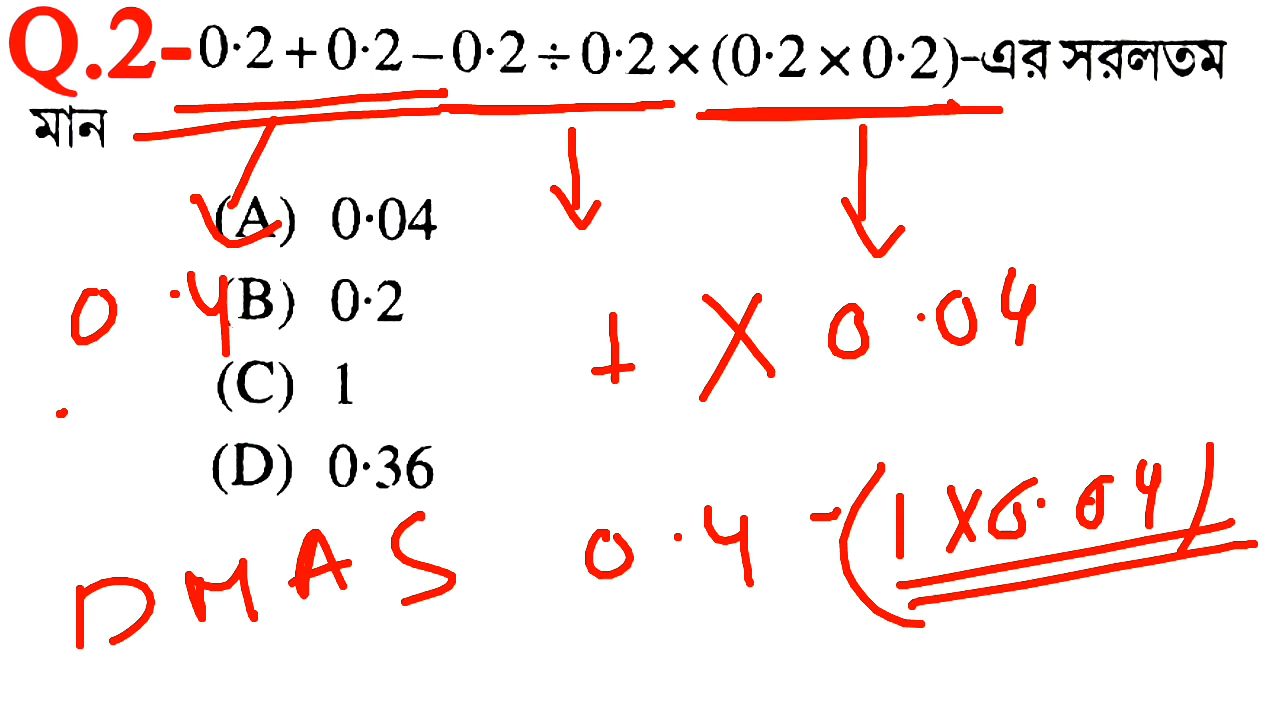 Q.2-0·2 + 0·2 – 0·2 ÷ 0·2 × (0·2 × 0·2)-এর সরলতম
মান
(A) 0·04
0.4 (B) 0·2
1 × 0.04
(C) 1
(D) 0·36
0.4 - (1 × 0.04)
DMAS